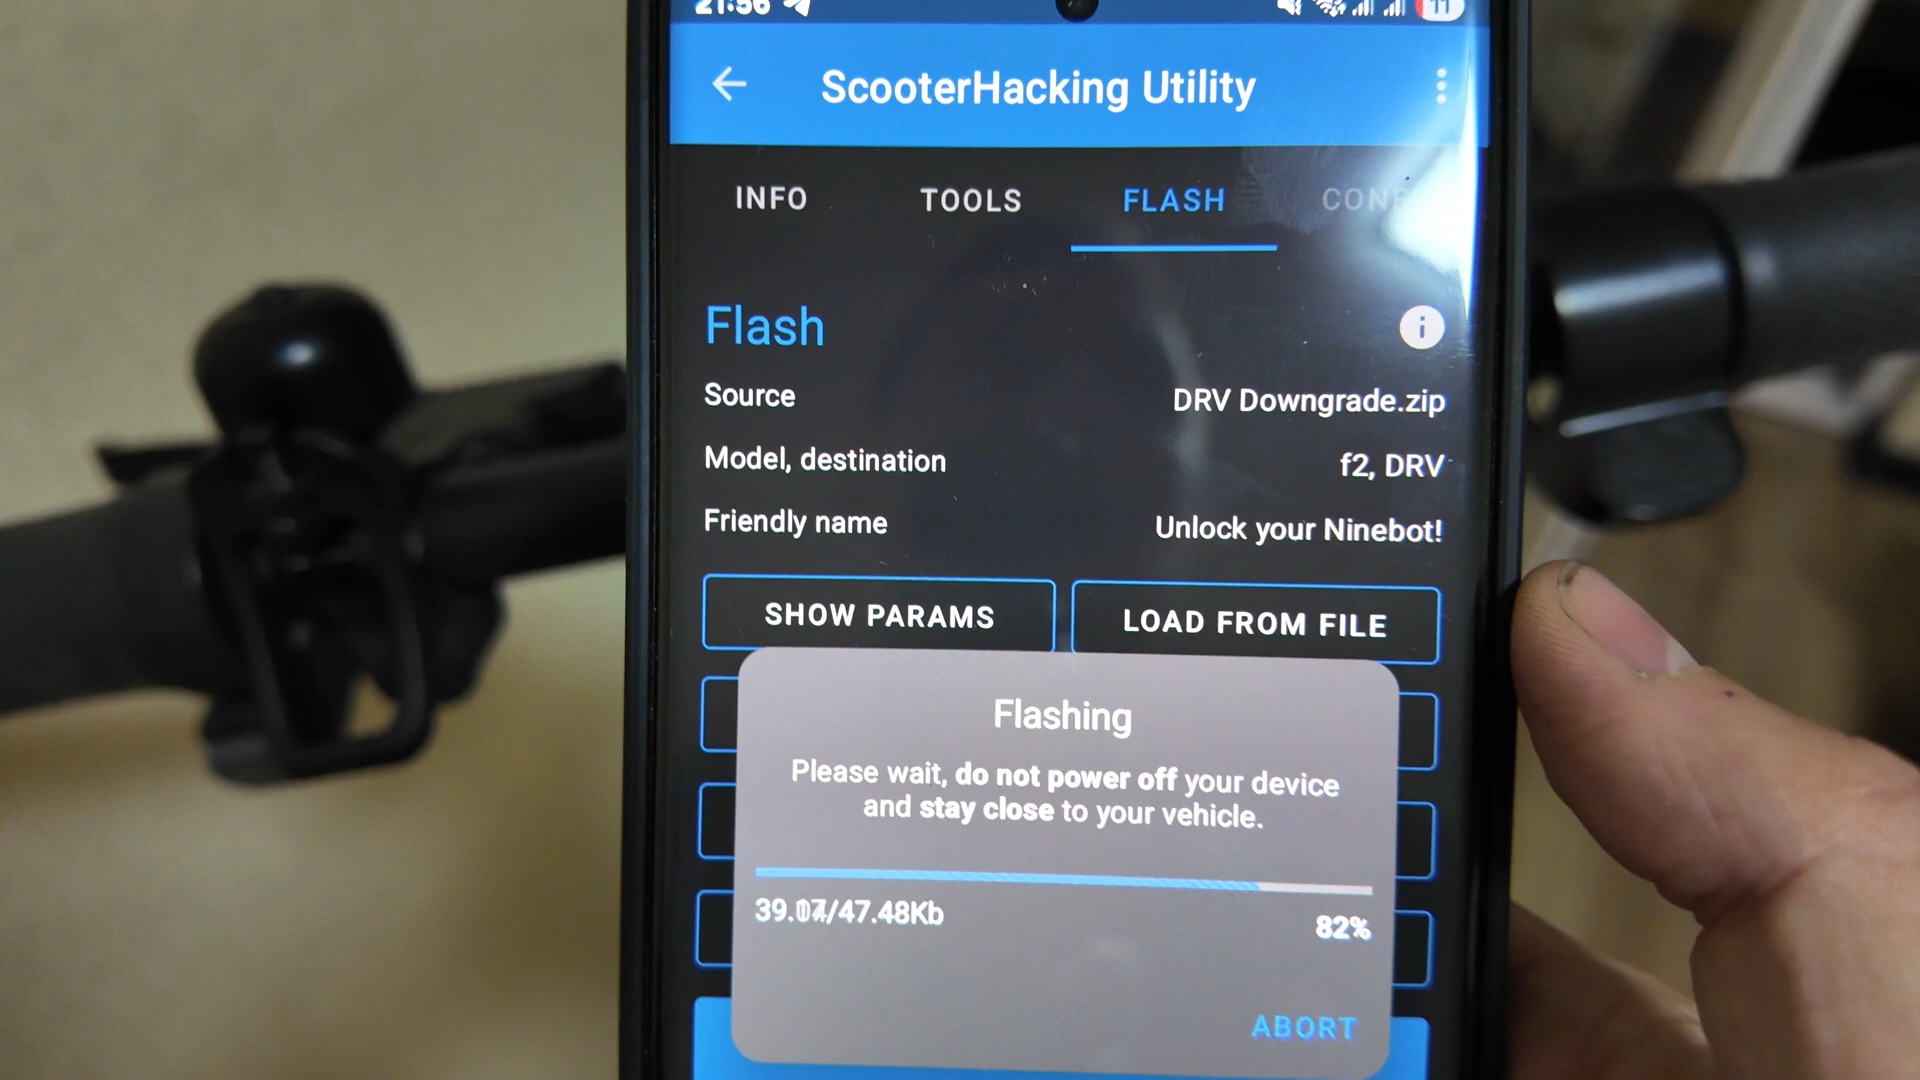 21:56
11
ScooterHacking Utility
INFO TOOLS FLASH CONF
Flash
Source DRV Downgrade.zip
Model, destination f2, DRV
Friendly name Unlock your Ninebot!
SHOW PARAMS LOAD FROM FILE
Flashing
Please wait, do not power off your device
and stay close to your vehicle.
/47.48Kb 82%
ABORT